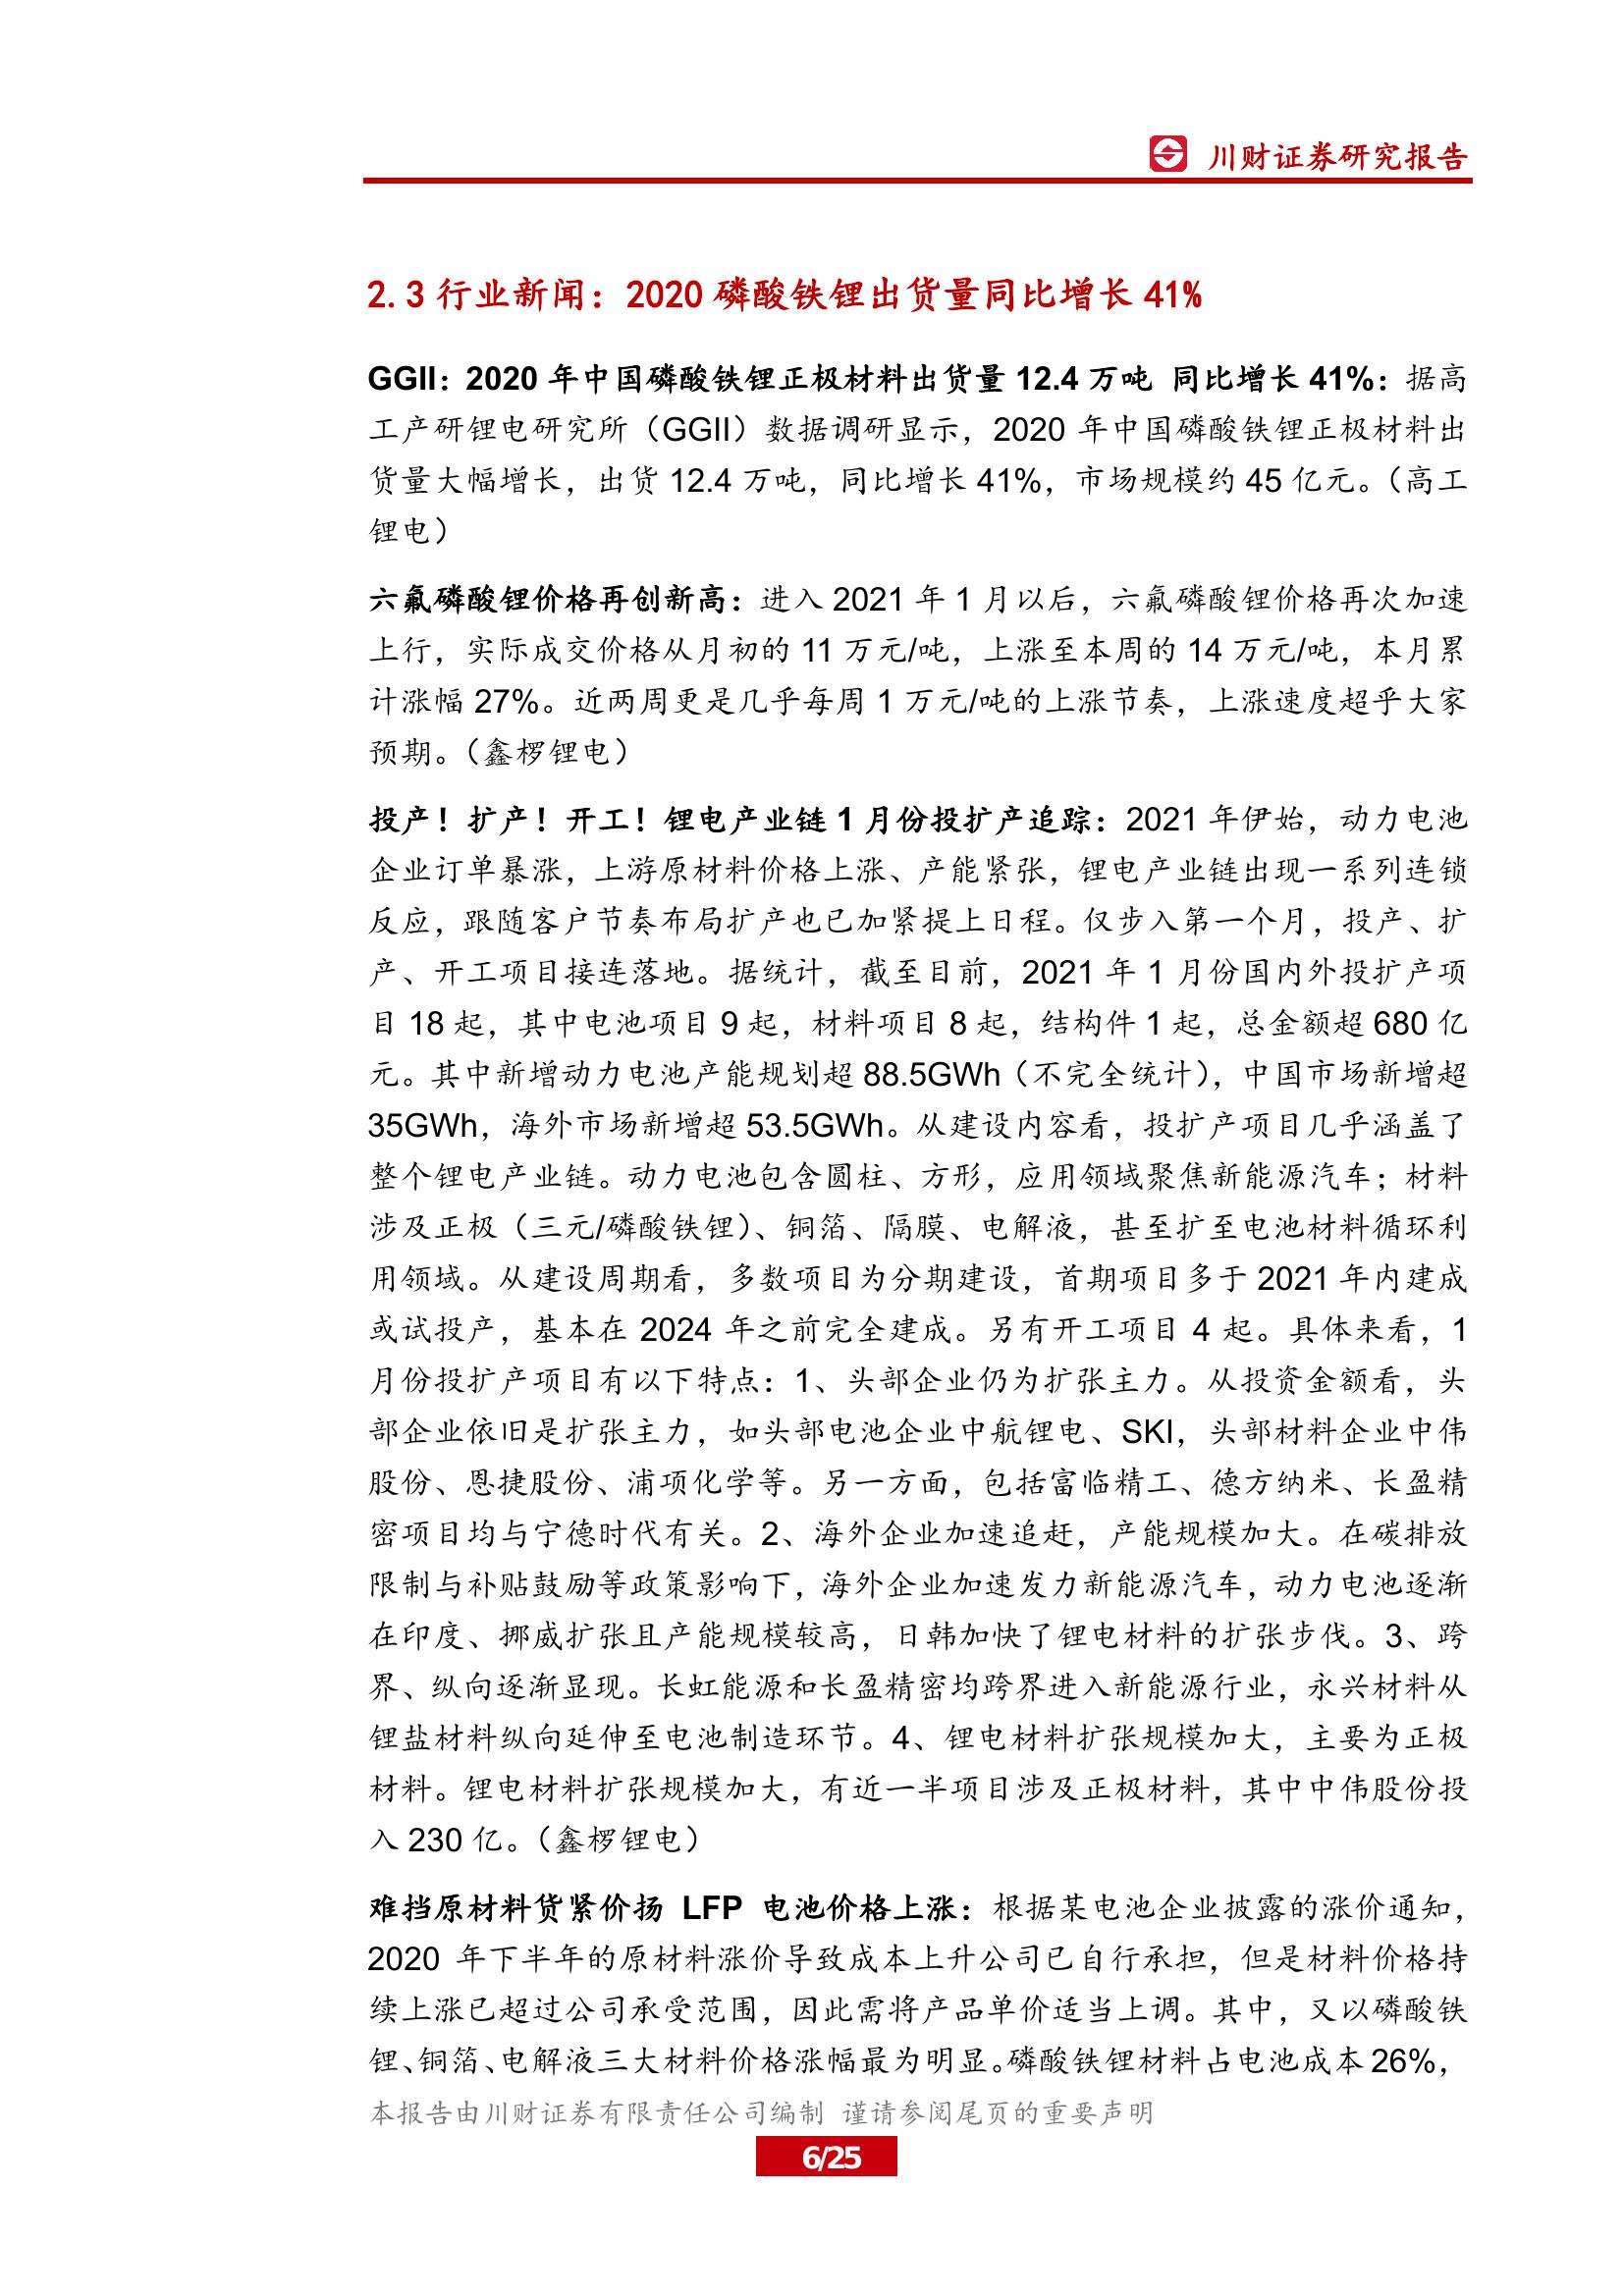 川财证券研究报告
2.3 行业新闻：2020 磷酸铁锂出货量同比增长 41%
GGII：2020 年中国磷酸铁锂正极材料出货量 12.4 万吨 同比增长 41%：据高
工产研锂电研究所（GGII）数据调研显示，2020 年中国磷酸铁锂正极材料出
货量大幅增长，出货 12.4 万吨，同比增长 41%，市场规模约 45 亿元。（高工
锂电）
六氟磷酸锂价格再创新高：进入 2021 年 1 月以后，六氟磷酸锂价格再次加速
上行，实际成交价格从月初的 11 万元/吨，上涨至本周的 14 万元/吨，本月累
计涨幅 27%。近两周更是几乎每周 1 万元/吨的上涨节奏，上涨速度超乎大家
预期。（鑫椤锂电）
投产！扩产！开工！锂电产业链 1 月份投扩产追踪：2021 年伊始，动力电池
企业订单暴涨，上游原材料价格上涨、产能紧张，锂电产业链出现一系列连锁
反应，跟随客户节奏布局扩产也已加紧提上日程。仅步入第一个月，投产、扩
产、开工项目接连落地。据统计，截至目前，2021 年 1 月份国内外投扩产项
目 18 起，其中电池项目 9 起，材料项目 8 起，结构件 1 起，总金额超 680 亿
元。其中新增动力电池产能规划超 88.5GWh（不完全统计），中国市场新增超
35GWh，海外市场新增超 53.5GWh。从建设内容看，投扩产项目几乎涵盖了
整个锂电产业链。动力电池包含圆柱、方形，应用领域聚焦新能源汽车；材料
涉及正极（三元/磷酸铁锂）、铜箔、隔膜、电解液，甚至扩至电池材料循环利
用领域。从建设周期看，多数项目为分期建设，首期项目多于 2021 年内建成
或试投产，基本在 2024 年之前完全建成。另有开工项目 4 起。具体来看，1
月份投扩产项目有以下特点：1、头部企业仍为扩张主力。从投资金额看，头
部企业依旧是扩张主力，如头部电池企业中航锂电、SKI，头部材料企业中伟
股份、恩捷股份、浦项化学等。另一方面，包括富临精工、德方纳米、长盈精
密项目均与宁德时代有关。2、海外企业加速追赶，产能规模加大。在碳排放
限制与补贴鼓励等政策影响下，海外企业加速发力新能源汽车，动力电池逐渐
在印度、挪威扩张且产能规模较高，日韩加快了锂电材料的扩张步伐。3、跨
界、纵向逐渐显现。长虹能源和长盈精密均跨界进入新能源行业，永兴材料从
锂盐材料纵向延伸至电池制造环节。4、锂电材料扩张规模加大，主要为正极
材料。锂电材料扩张规模加大，有近一半项目涉及正极材料，其中中伟股份投
入 230 亿。（鑫椤锂电）
难挡原材料货紧价扬 LFP 电池价格上涨：根据某电池企业披露的涨价通知，
2020 年下半年的原材料涨价导致成本上升公司已自行承担，但是材料价格持
续上涨已超过公司承受范围，因此需将产品单价适当上调。其中，又以磷酸铁
锂、铜箔、电解液三大材料价格涨幅最为明显。磷酸铁锂材料占电池成本 26%，
本报告由川财证券有限责任公司编制 谨请参阅尾页的重要声明
6/25